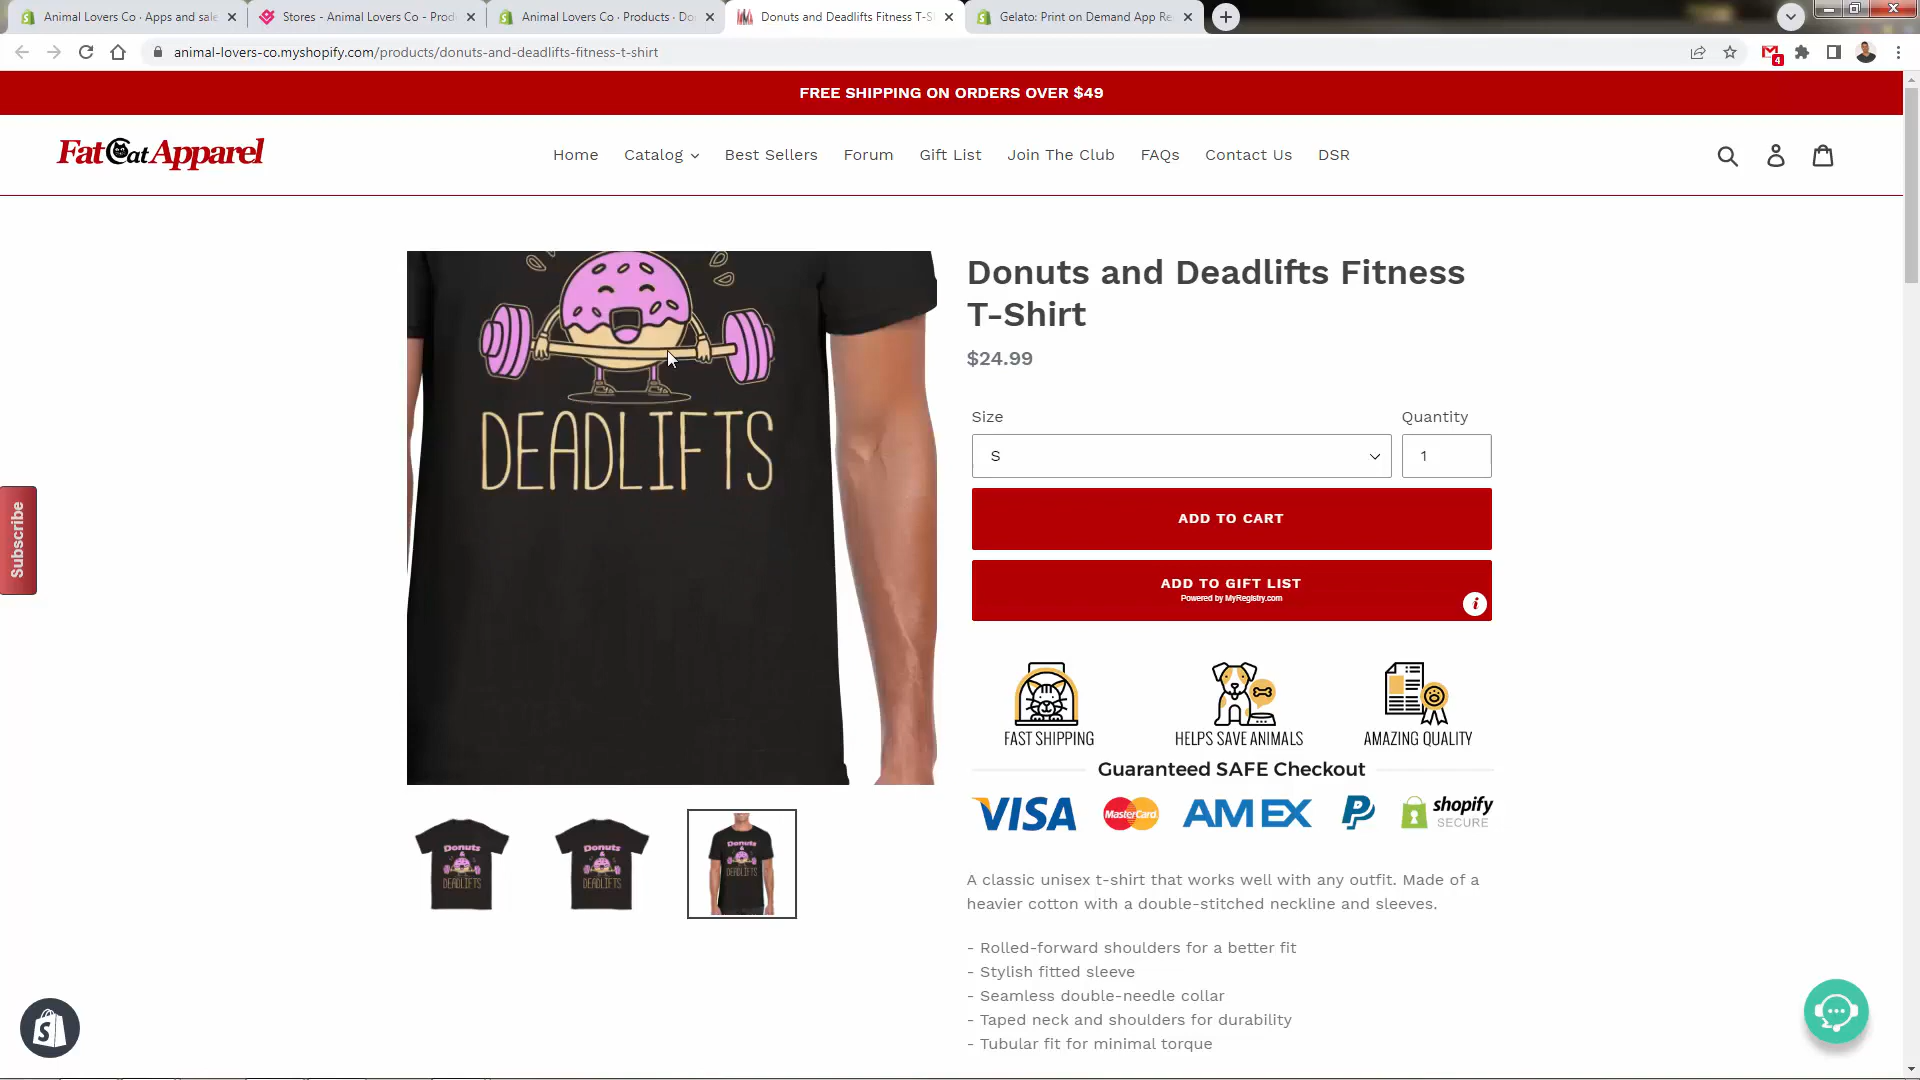 Animal Lovers Co · Apps and sale
Stores - Animal Lovers Co - Prod
Animal Lovers Co · Products · Do
Donuts and Deadlifts Fitness T-S
Gelato: Print on Demand App Re
animal-lovers-co.myshopify.com/products/donuts-and-deadlifts-fitness-t-shirt
4
FREE SHIPPING ON ORDERS OVER $49
Fat Cat Apparel
Home
Catalog
Best Sellers
Forum
Gift List
Join The Club
FAQs
Contact Us
DSR
DEADLIFTS
Donuts and Deadlifts Fitness
T-Shirt
$24.99
Size
Quantity
S
1
ADD TO CART
ADD TO GIFT LIST
Powered by MyRegistry.com
i
Subscribe
FAST SHIPPING
HELPS SAVE ANIMALS
AMAZING QUALITY
Guaranteed SAFE Checkout
VISA
MasterCard
AMEX
P
shopify
SECURE
Donuts
&
DEADLIFTS
Donuts
&
DEADLIFTS
Donuts
&
DEADLIFTS
A classic unisex t-shirt that works well with any outfit. Made of a
heavier cotton with a double-stitched neckline and sleeves.
- Rolled-forward shoulders for a better fit
- Stylish fitted sleeve
- Seamless double-needle collar
- Taped neck and shoulders for durability
- Tubular fit for minimal torque